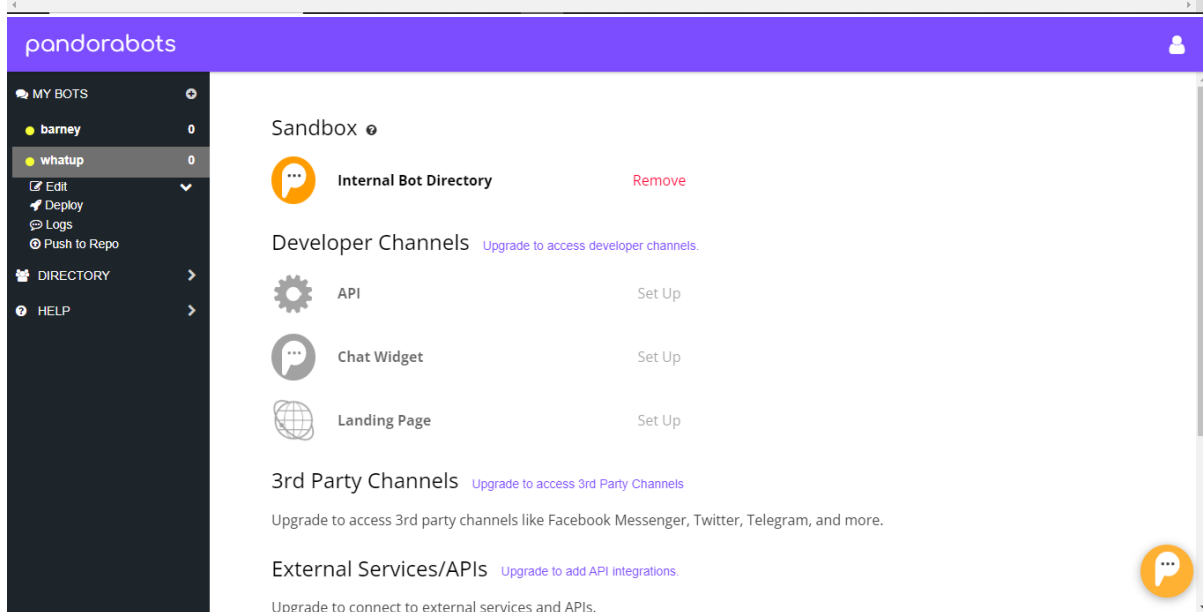 pandorabots
MY BOTS
barney 0
whatup 0
Edit
Deploy
Logs
Push to Repo
DIRECTORY
HELP
Sandbox
Internal Bot Directory Remove
Developer Channels Upgrade to access developer channels.
API Set Up
Chat Widget Set Up
Landing Page Set Up
3rd Party Channels Upgrade to access 3rd Party Channels
Upgrade to access 3rd party channels like Facebook Messenger, Twitter, Telegram, and more.
External Services/APIs Upgrade to add API integrations.
Upgrade to connect to external services and APIs.